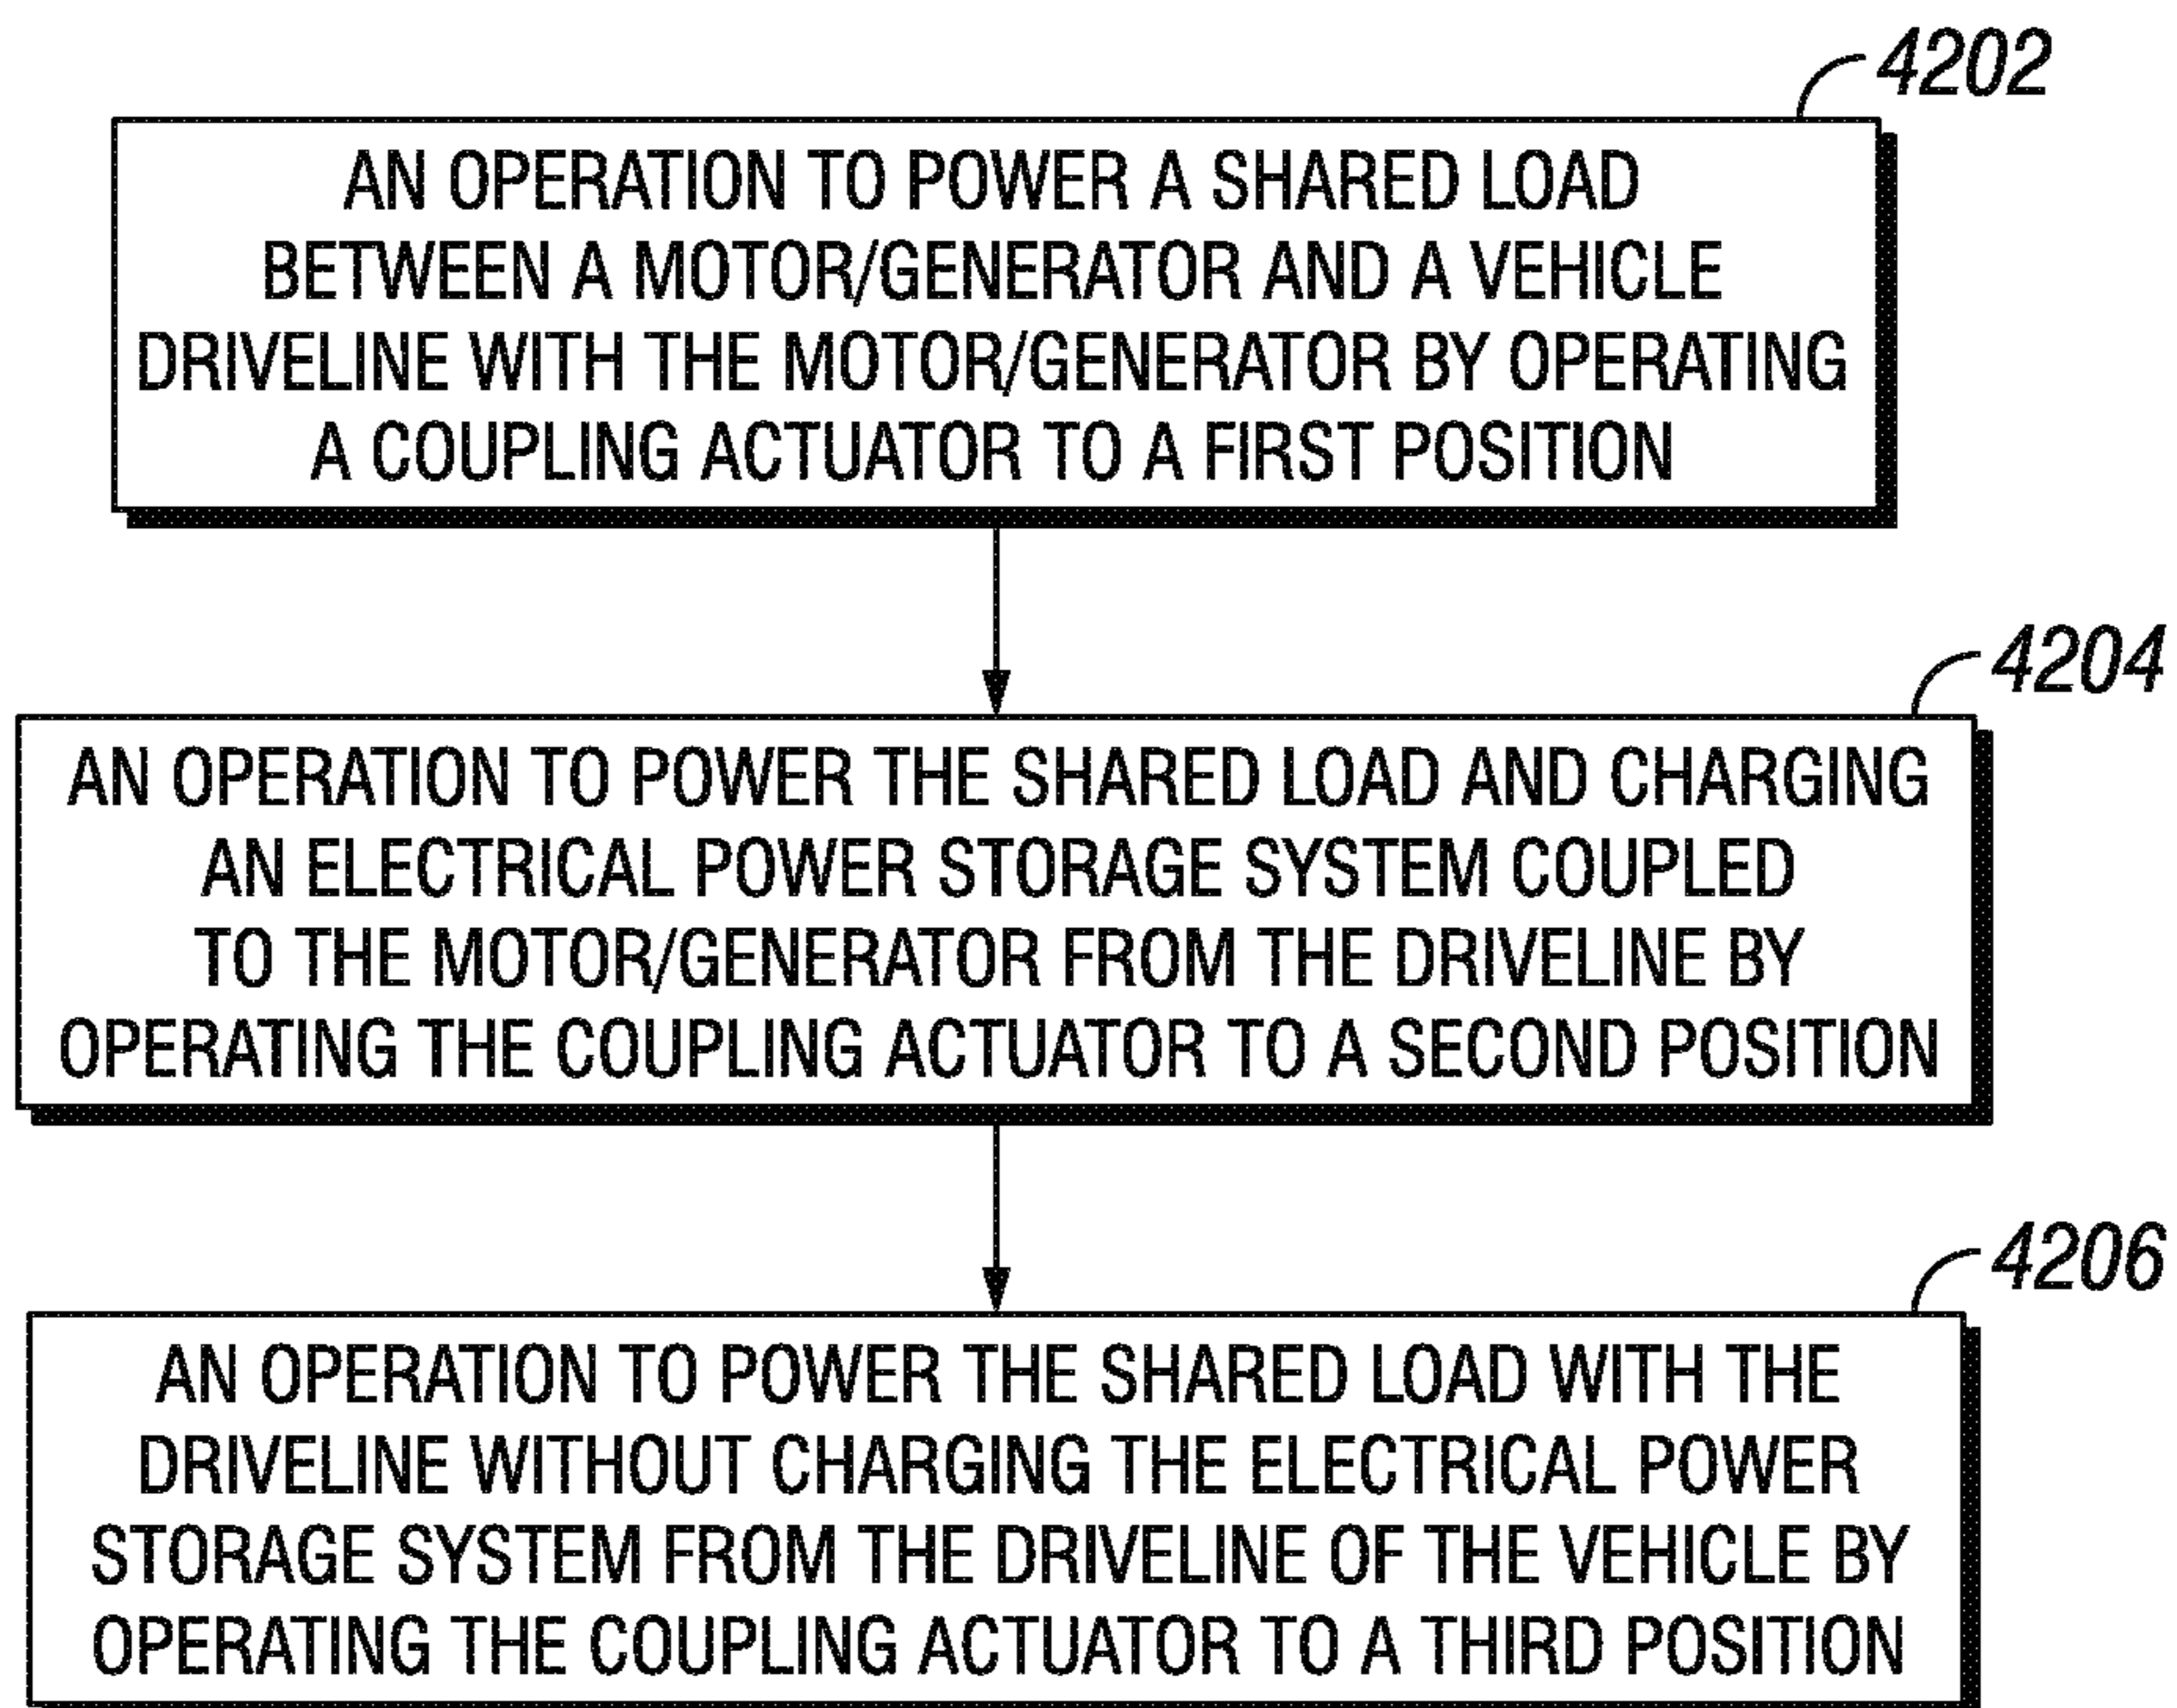 4202
AN OPERATION TO POWER A SHARED LOAD
BETWEEN A MOTOR/GENERATOR AND A VEHICLE
DRIVELINE WITH THE MOTOR/GENERATOR BY OPERATING
A COUPLING ACTUATOR TO A FIRST POSITION
4204
AN OPERATION TO POWER THE SHARED LOAD AND CHARGING
AN ELECTRICAL POWER STORAGE SYSTEM COUPLED
TO THE MOTOR/GENERATOR FROM THE DRIVELINE BY
OPERATING THE COUPLING ACTUATOR TO A SECOND POSITION
4206
AN OPERATION TO POWER THE SHARED LOAD WITH THE
DRIVELINE WITHOUT CHARGING THE ELECTRICAL POWER
STORAGE SYSTEM FROM THE DRIVELINE OF THE VEHICLE BY
OPERATING THE COUPLING ACTUATOR TO A THIRD POSITION